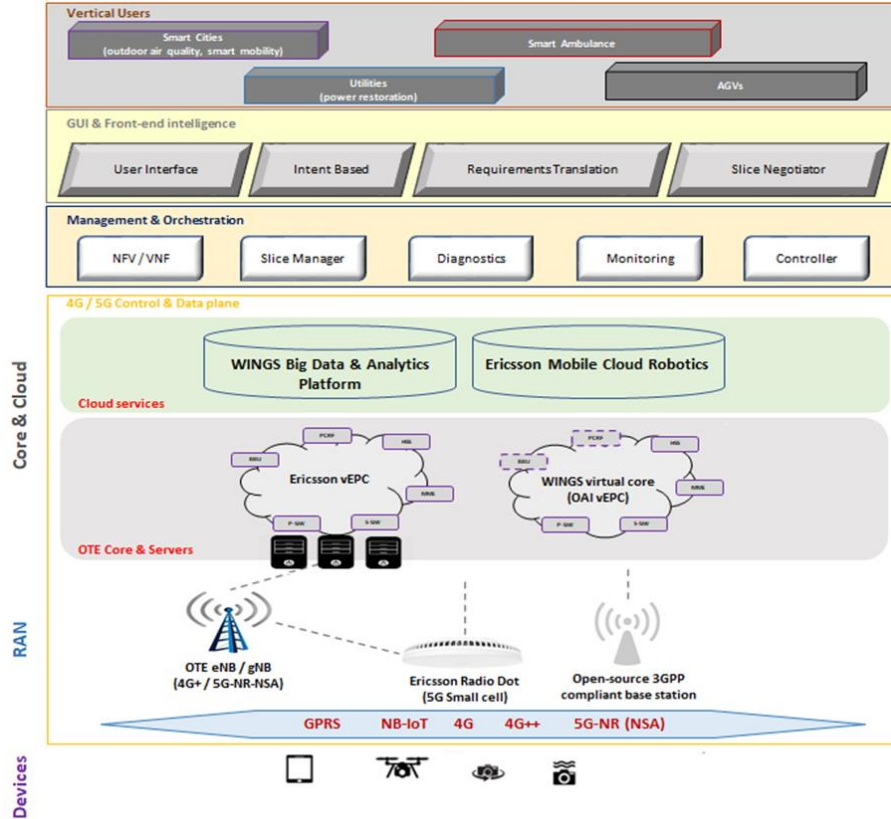 Vertical Users
Smart Cities
(outdoor air quality, smart mobility)
Smart Ambulance
Utilities
(power restoration)
AGVs
GUI & Front-end intelligence
User Interface
Intent Based
Requirements Translation
Slice Negotiator
Management & Orchestration
NFV / VNF
Slice Manager
Diagnostics
Monitoring
Controller
4G / 5G Control & Data plane
Core & Cloud
WINGS Big Data & Analytics
Platform
Ericsson Mobile Cloud Robotics
Cloud services
PCRF
HSS
BBU
MME
P-GW
S-GW
Ericsson vEPC
PCRF
HSS
BBU
MME
P-GW
S-GW
WINGS virtual core
(OAI vEPC)
OTE Core & Servers
RAN
OTE eNB / gNB
(4G+ / 5G-NR-NSA)
Ericsson Radio Dot
(5G Small cell)
Open-source 3GPP
compliant base station
GPRS
NB-IoT
4G
4G++
5G-NR (NSA)
Devices